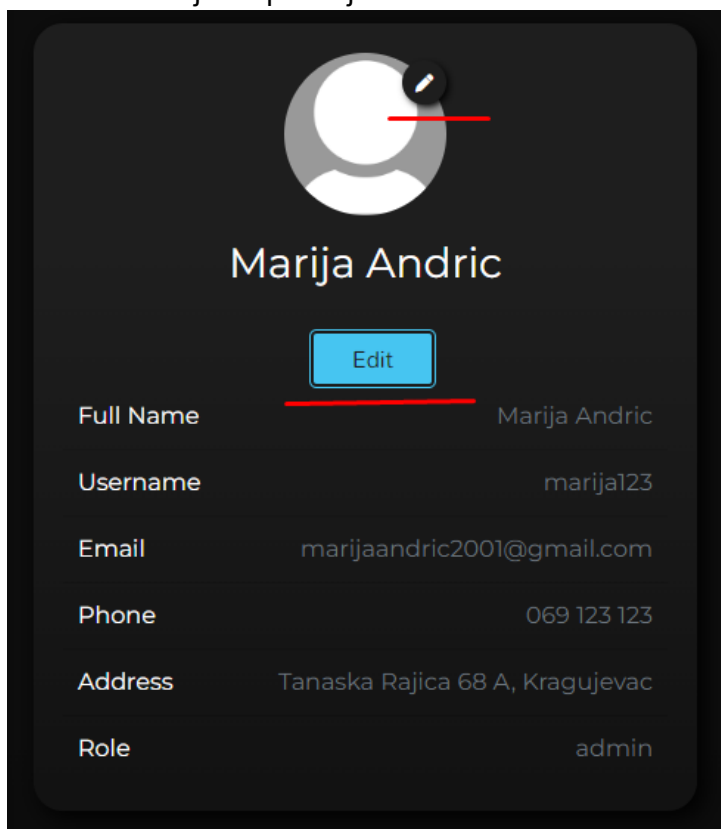 Marija Andric
Edit
Full Name Marija Andric
Username marija123
Email marijaandric2001@gmail.com
Phone 069 123 123
Address Tanaska Rajica 68 A, Kragujevac
Role admin